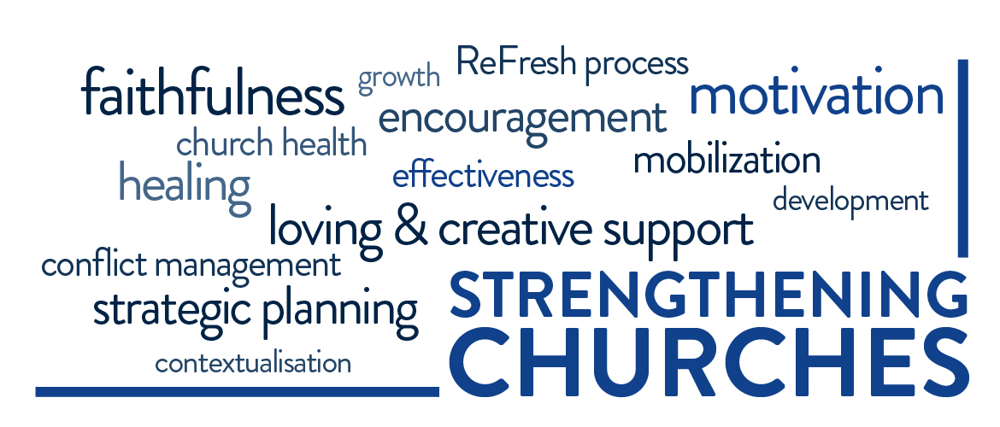 ReFresh process
growth
faithfulness
motivation
encouragement
church health
mobilization
healing
effectiveness
development
loving & creative support
conflict management
strategic planning
contextualisation
STRENGTHENING
CHURCHES